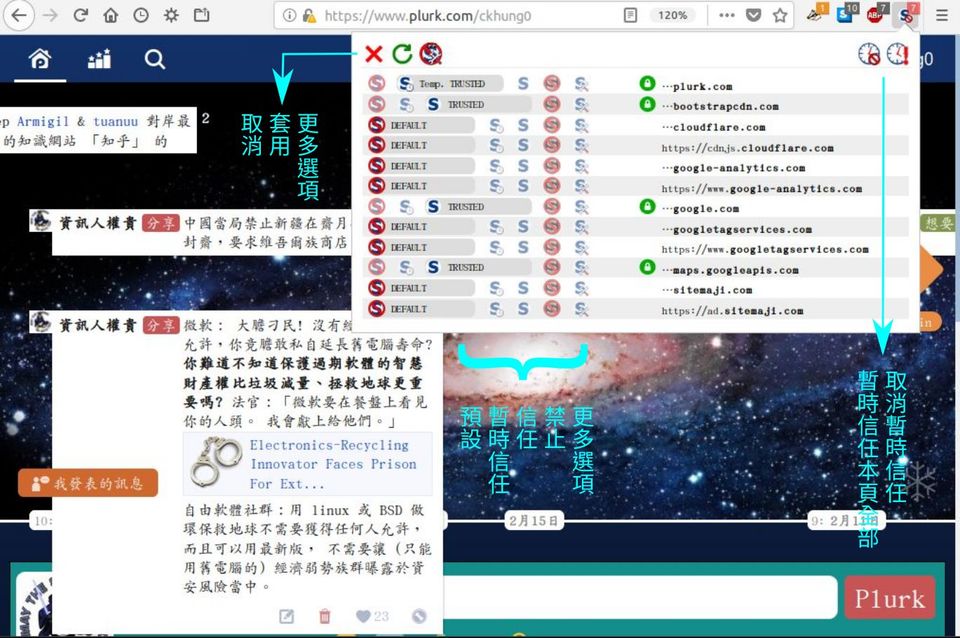 https://www.plurk.com/ckhung0
120%
1
10
7
7
g0
Temp. TRUSTED
...plurk.com
TRUSTED
...bootstrapcdn.com
DEFAULT
...cloudflare.com
DEFAULT
https://cdnjs.cloudflare.com
DEFAULT
...google-analytics.com
DEFAULT
https://www.google-analytics.com
TRUSTED
...google.com
DEFAULT
...googletagservices.com
DEFAULT
https://www.googletagservices.com
TRUSTED
...maps.googleapis.com
DEFAULT
...sitemaji.com
DEFAULT
https://ad.sitemaji.com
取消
套用
更多選項
ep Armigil & tuanuu 對岸最
的知識網站 「知乎」 的
2
資訊人權貴 分享 中國當局禁止新疆在齋月
封齋，要求維吾爾族商店
想要
in
資訊人權貴 分享 微軟： 大膽刁民! 沒有經
允許，你竟膽敢私自延長舊電腦壽命?
你難道不知道保護過期軟體的智慧
財產權比垃圾減量、拯救地球更重
要嗎? 法官：「微軟要在餐盤上看見
你的人頭。 我會獻上給他們。」
Electronics-Recycling
Innovator Faces Prison
For Ext...
自由軟體社群：用 linux 或 BSD 做
環保救地球不需要獲得任何人允許，
而且可以用最新版， 不需要讓 (只能
用舊電腦的) 經濟弱勢族群曝露於資
安風險當中。
23
我發表的訊息
預設
暫時信任
信任
禁止
更多選項
暫時信任本頁全部
取消暫時信任
10:
2月15日
9: 2月1
MAY THE
Plurk